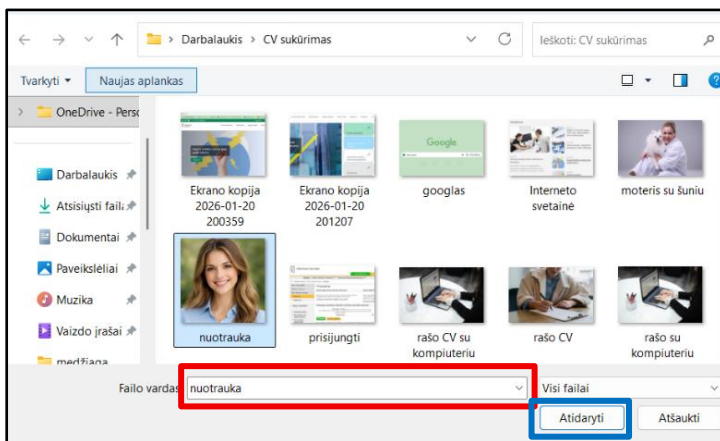 Darbalaukis > CV sukūrimas
Ieškoti: CV sukūrimas
Tvarkyti
Naujas aplankas
OneDrive - Perso
Darbalaukis
Atsisiųsti faila
Dokumentai
Paveikslėliai
Muzika
Vaizdo įrašai
medžiaga
Ekrano kopija
2026-01-20
200359
Ekrano kopija
2026-01-20
201207
googlas
Google
Interneto
svetainė
moteris su šuniu
nuotrauka
prisijungti
rašo CV su
kompiuteriu
rašo CV
rašo su
kompiuteriu
Failo vardas
nuotrauka
Visi failai
Atidaryti
Atšaukti